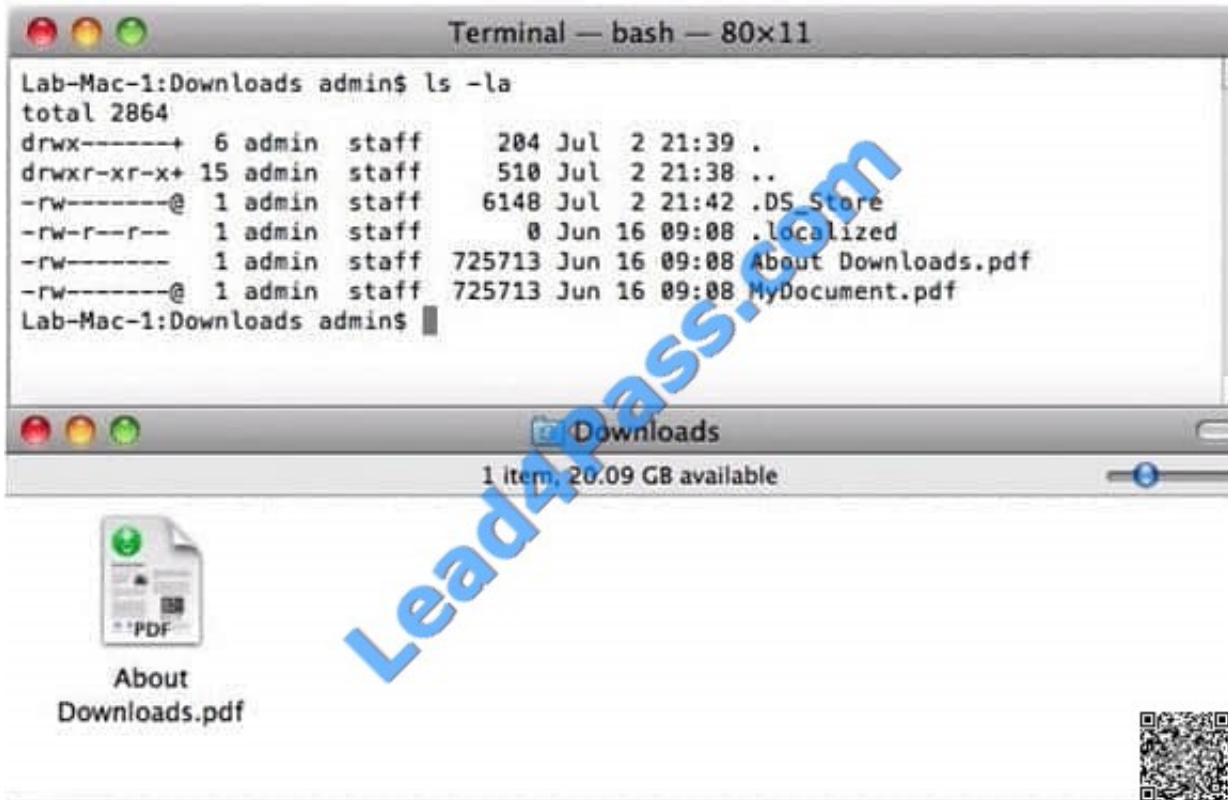 Terminal — bash — 80×11
Lab-Mac-1:Downloads admin$ ls -la
total 2864
drwx------+  6 admin  staff     204 Jul  2 21:39 .
drwxr-xr-x+ 15 admin  staff     510 Jul  2 21:38 ..
-rw-------@  1 admin  staff    6148 Jul  2 21:42 .DS_Store
-rw-r--r--   1 admin  staff       0 Jun 16 09:08 .localized
-rw-------   1 admin  staff  725713 Jun 16 09:08 About Downloads.pdf
-rw-------@  1 admin  staff  725713 Jun 16 09:08 MyDocument.pdf
Lab-Mac-1:Downloads admin$
Lead4Pass.com
Downloads
1 item, 20.09 GB available
PDF
About
Downloads.pdf